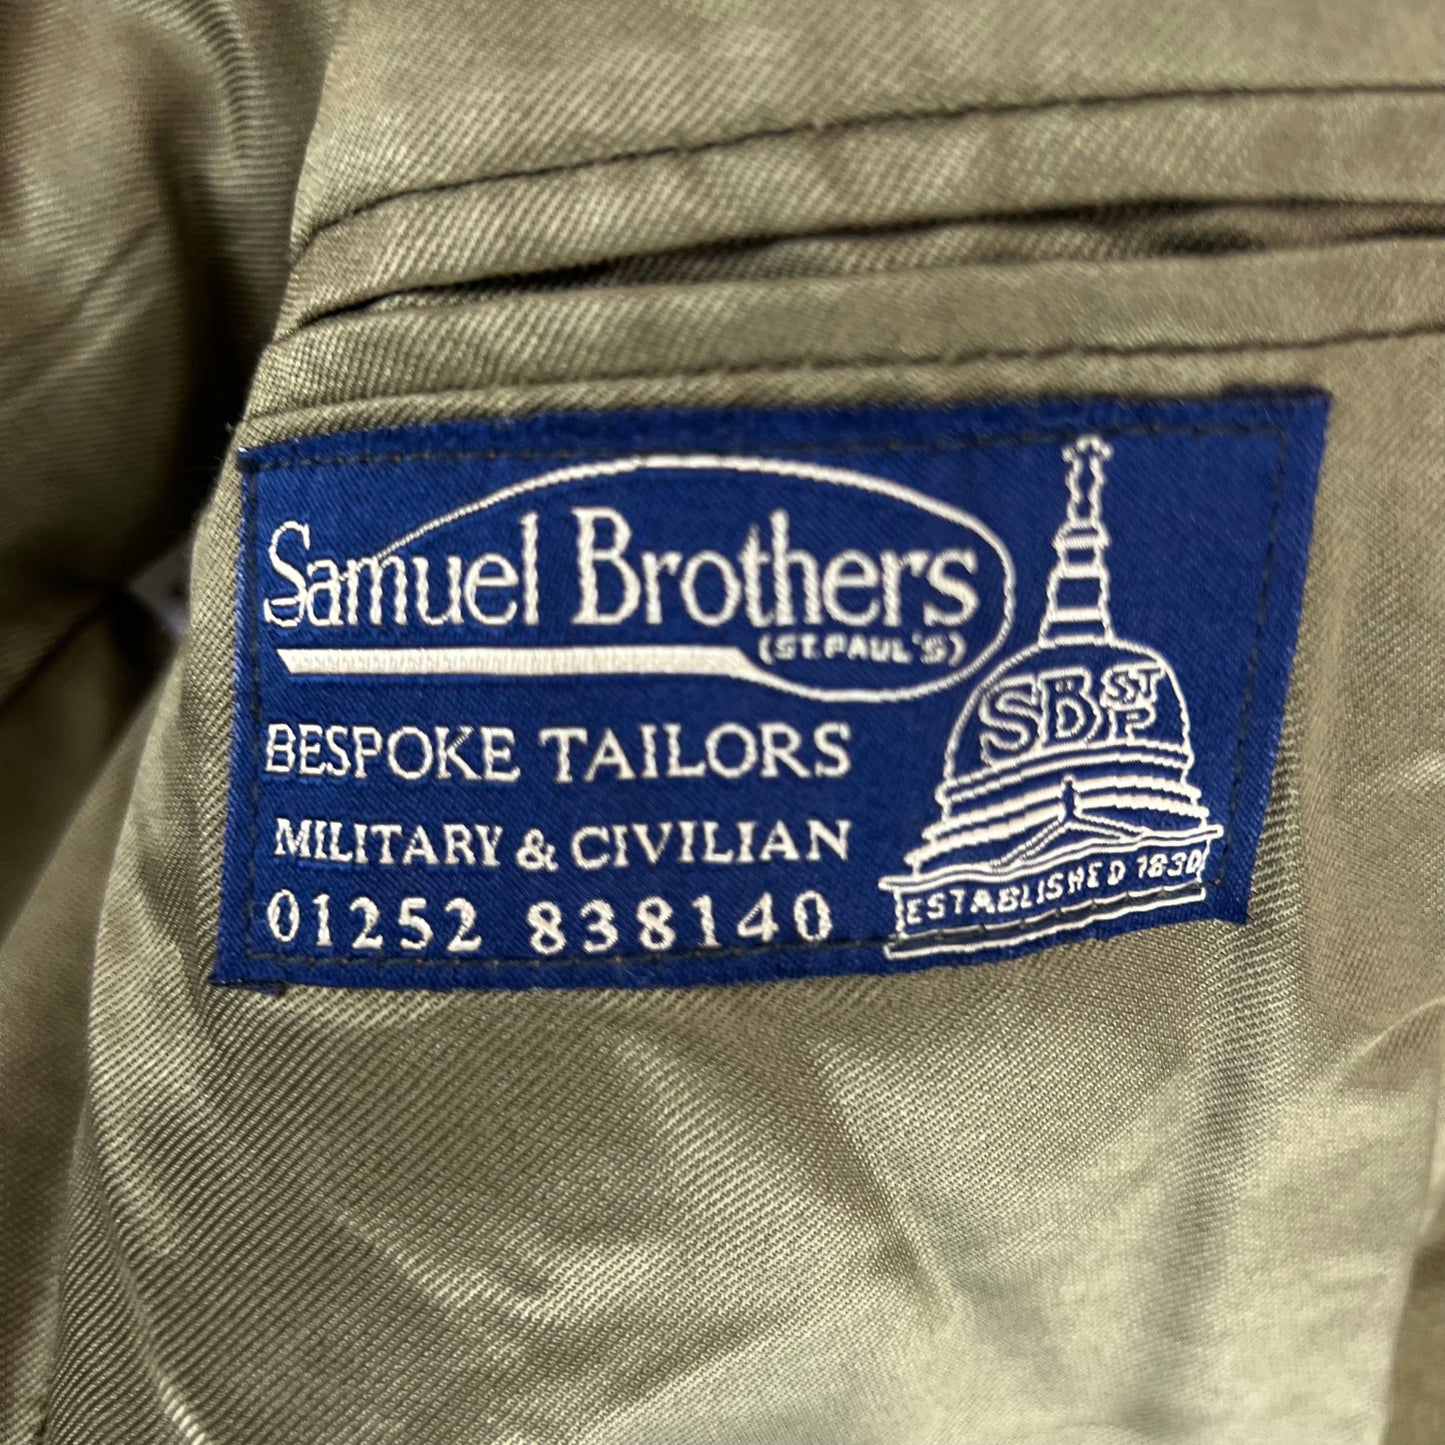 Samuel Brothers
(ST. PAUL'S)
BESPOKE TAILORS
MILITARY & CIVILIAN
01252 838140
SB ST P
ESTABLISHED 1830